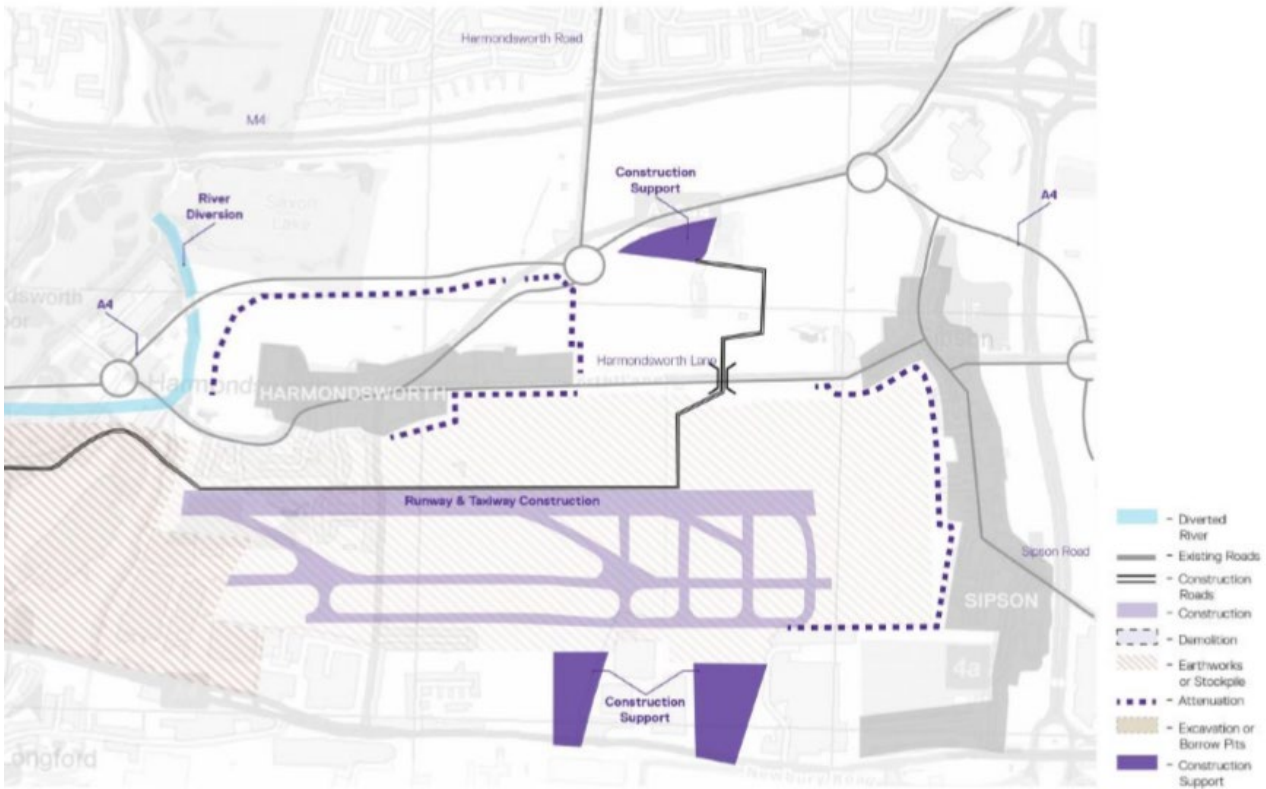 Harmondsworth Road
M4
Construction
Support
River
Diversion
A4
A4
Harmondsworth Lane
HARMONDSWORTH
Runway & Taxiway Construction
Sipson Road
SIPSON
4a
Construction
Support
ongford
- Diverted
River
- Existing Roads
- Construction
Roads
- Construction
- Demolition
- Earthworks
or Stockpile
- Attenuation
- Excavation or
Borrow Pits
- Construction
Support